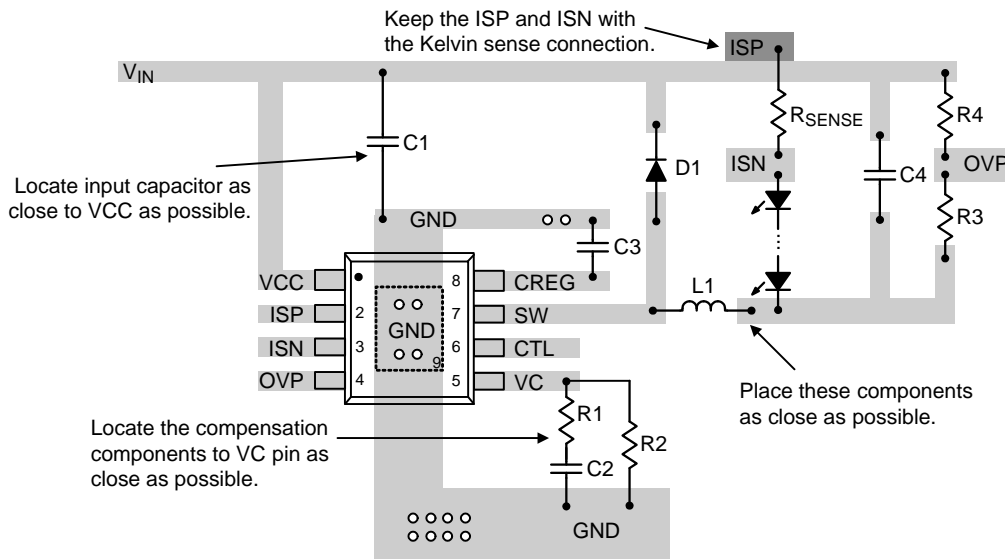 Keep the ISP and ISN with
the Kelvin sense connection.
ISP
VIN
C1
RSENSE
R4
D1
ISN
C4
OVP
Locate input capacitor as
close to VCC as possible.
GND
C3
R3
VCC
8
CREG
L1
ISP
2
7
SW
GND
ISN
3
6
CTL
9
OVP
4
5
VC
Place these components
as close as possible.
Locate the compensation
components to VC pin as
close as possible.
R1
R2
C2
GND